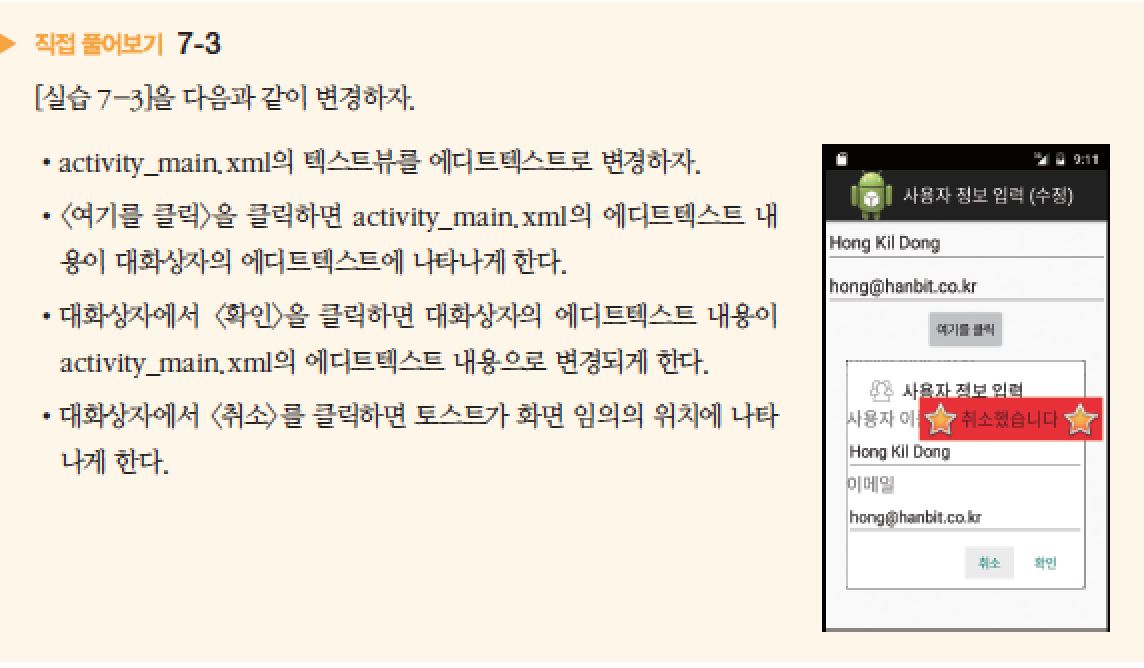 직접 풀어보기 7-3
[실습 7-3]을 다음과 같이 변경하자.
• activity_main.xml의 텍스트뷰를 에디트텍스트로 변경하자.
• 〈여기를 클릭〉을 클릭하면 activity_main.xml의 에디트텍스트 내
용이 대화상자의 에디트텍스트에 나타나게 한다.
• 대화상자에서 〈확인〉을 클릭하면 대화상자의 에디트텍스트 내용이
activity_main.xml의 에디트텍스트 내용으로 변경되게 한다.
• 대화상자에서 〈취소〉를 클릭하면 토스트가 화면 임의의 위치에 나타
나게 한다.
9:11
사용자 정보 입력 (수정)
Hong Kil Dong
hong@hanbit.co.kr
여기를 클릭
사용자 정보 입력
사용자
취소했습니다
Hong Kil Dong
이메일
hong@hanbit.co.kr
취소 확인